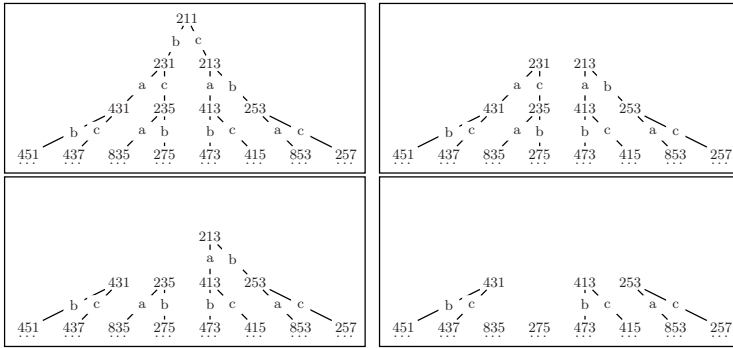 211
b c
231 213
a c a b
431 235 413 253
b c a b b c a c
451 437 835 275 473 415 853 257
... ... ... ... ... ... ... ...
231 213
a c a b
431 235 413 253
b c a b b c a c
451 437 835 275 473 415 853 257
... ... ... ... ... ... ... ...
213
a b
431 235 413 253
b c a b b c a c
451 437 835 275 473 415 853 257
... ... ... ... ... ... ... ...
431 413 253
b c b c a c
451 437 835 275 473 415 853 257
... ... ... ... ... ... ... ...